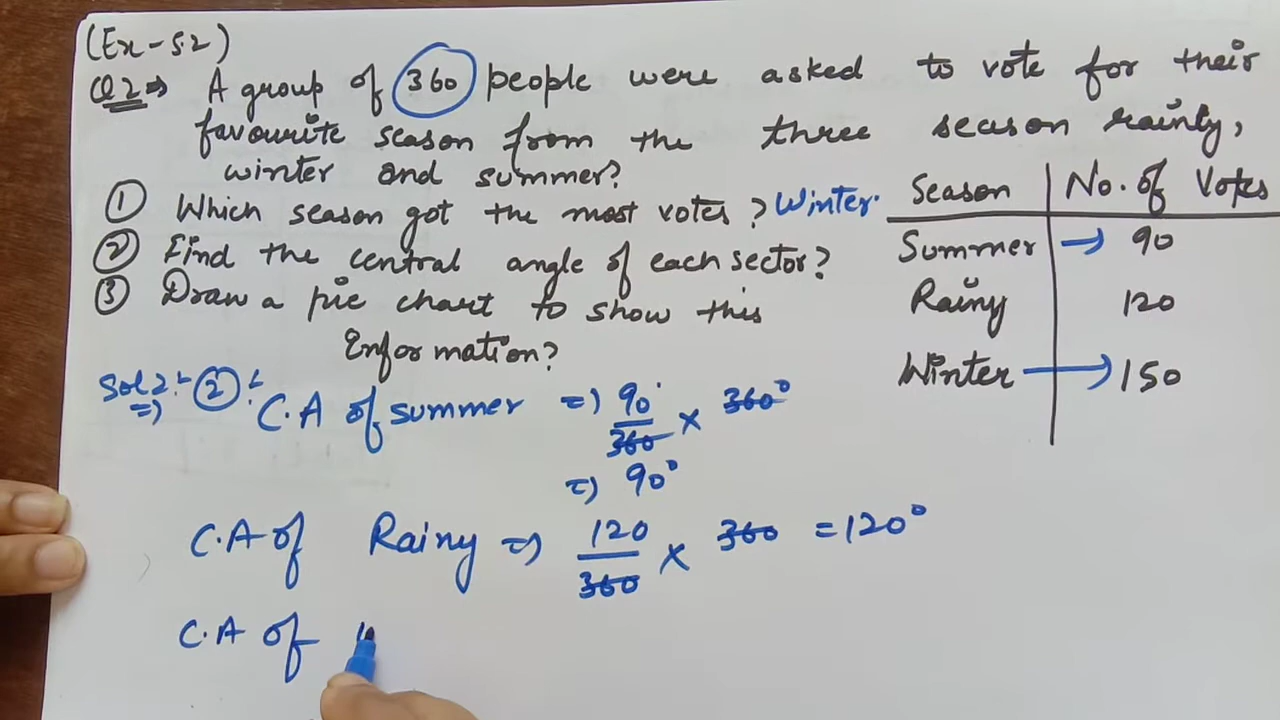 (Ex-5.2)
Q2⇒ A group of 360 people were asked to vote for their
favourite season from the three season rainy,
winter and summer?
① Which season got the most votes? Winter.
② Find the central angle of each sector?
③ Draw a pie chart to show this
Information?
Season | No. of Votes
Summer → 90
Rainy 120
Winter → 150
Sol2:- ②:-
⇒) C.A of summer ⇒) 90/360 × 360°
⇒) 90°
C.A of Rainy ⇒) 120/360 × 360 = 120°
C.A of